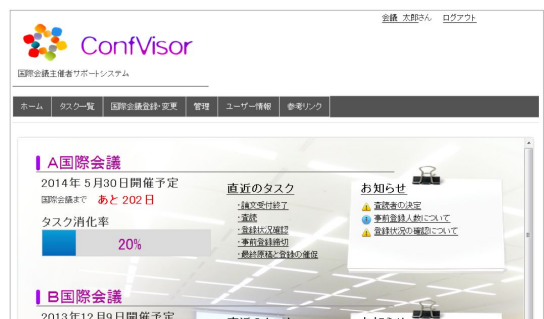 会議 太郎さん ログアウト
ConfVisor
国際会議主催者サポートシステム
ホーム タスク一覧 国際会議登録・変更 管理 ユーザー情報 参考リンク
A国際会議
2014年 5月30日開催予定
国際会議まで あと 202 日
タスク消化率
20%
直近のタスク
・論文受付終了
・査読
・登録状況確認
・事前登録締切
・最終原稿と登録の催促
お知らせ
査読者の決定
事前登録人数について
登録状況の確認について
B国際会議
2013年12月9日開催予定